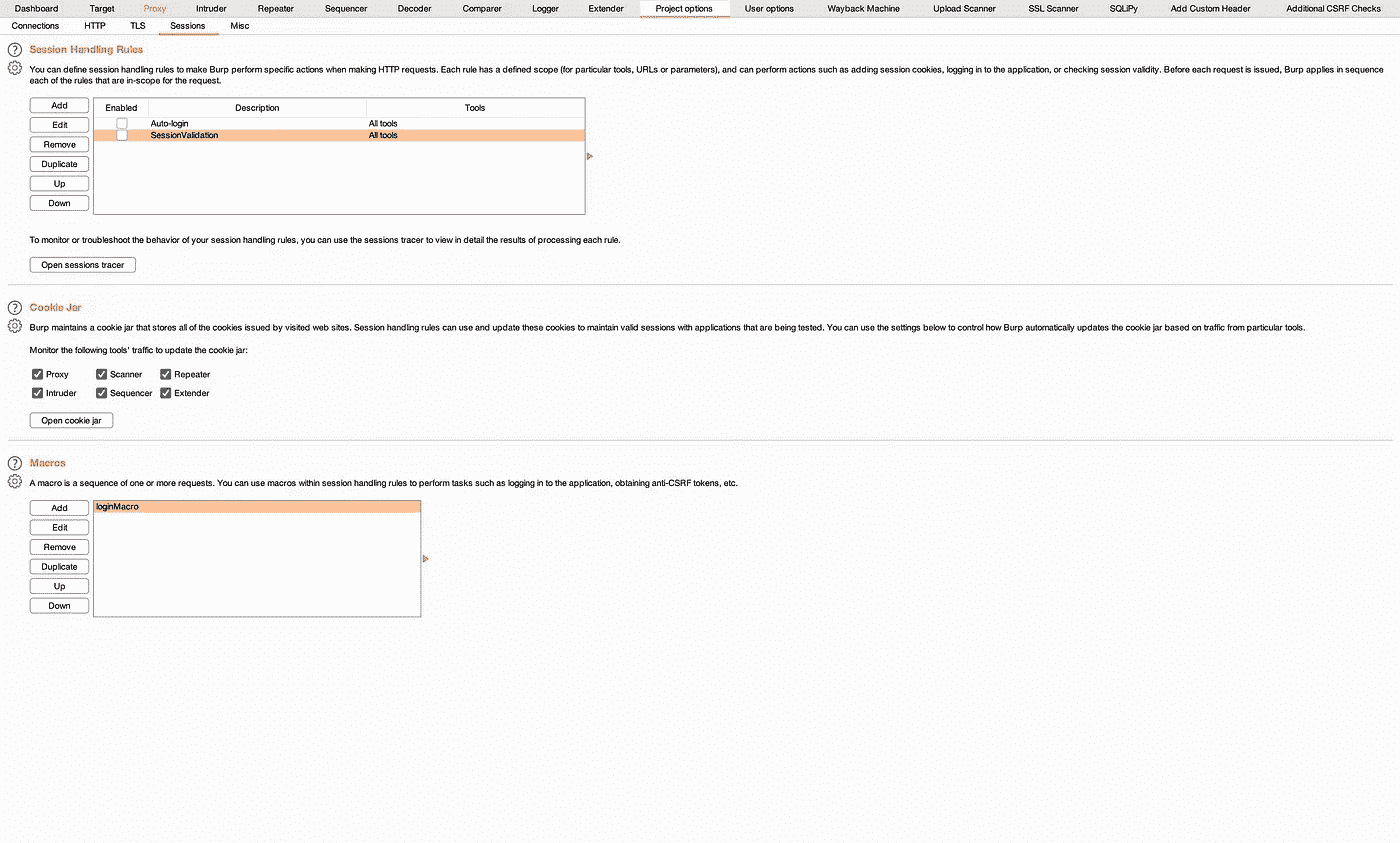 Dashboard Target Proxy Intruder Repeater Sequencer Decoder Comparer Logger Extender Project options User options Wayback Machine Upload Scanner SSL Scanner SQLiPy Add Custom Header Additional CSRF Checks
Connections HTTP TLS Sessions Misc
? Session Handling Rules
You can define session handling rules to make Burp perform specific actions when making HTTP requests. Each rule has a defined scope (for particular tools, URLs or parameters), and can perform actions such as adding session cookies, logging in to the application, or checking session validity. Before each request is issued, Burp applies in sequence
each of the rules that are in-scope for the request.
Add Enabled Description Tools
Auto-login All tools
Edit
SessionValidation All tools
Remove
Duplicate
Up
Down
To monitor or troubleshoot the behavior of your session handling rules, you can use the sessions tracer to view in detail the results of processing each rule.
Open sessions tracer
? Cookie Jar
Burp maintains a cookie jar that stores all of the cookies issued by visited web sites. Session handling rules can use and update these cookies to maintain valid sessions with applications that are being tested. You can use the settings below to control how Burp automatically updates the cookie jar based on traffic from particular tools.
Monitor the following tools' traffic to update the cookie jar:
Proxy Scanner Repeater
Intruder Sequencer Extender
Open cookie jar
? Macros
A macro is a sequence of one or more requests. You can use macros within session handling rules to perform tasks such as logging in to the application, obtaining anti-CSRF tokens, etc.
Add loginMacro
Edit
Remove
Duplicate
Up
Down